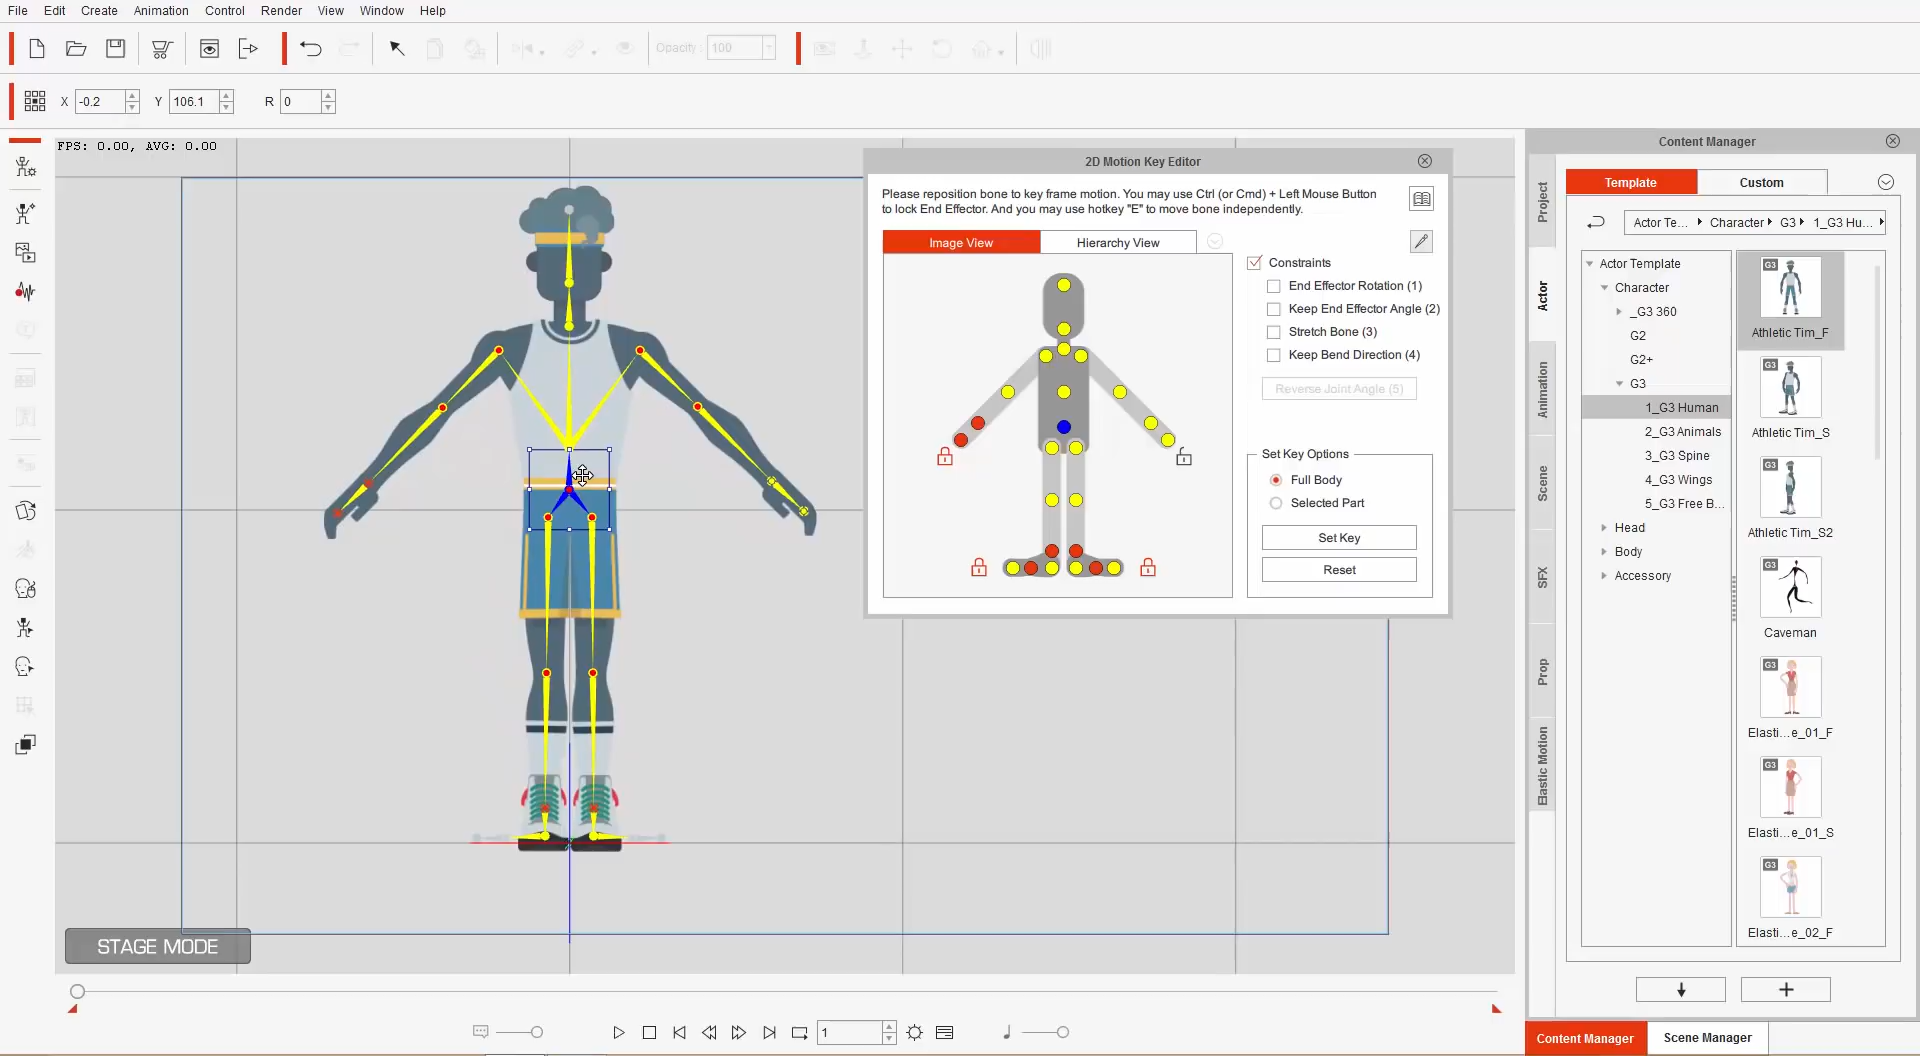 File Edit Create Animation Control Render View Window Help
Opacity : 100
X -0.2 Y 106.1 R 0
FPS: 0.00, AVG: 0.00
STAGE MODE
2D Motion Key Editor
Please reposition bone to key frame motion. You may use Ctrl (or Cmd) + Left Mouse Button
to lock End Effector. And you may use hotkey "E" to move bone independently.
Image View Hierarchy View
Constraints
End Effector Rotation (1)
Keep End Effector Angle (2)
Stretch Bone (3)
Keep Bend Direction (4)
Reverse Joint Angle (5)
Set Key Options
Full Body
Selected Part
Set Key
Reset
Content Manager
Project
Actor
Animation
Scene
SFX
Prop
Elastic Motion
Template Custom
Actor Te... Character G3 1_G3 Hu...
Actor Template
Character
_G3 360
G2
G2+
G3
1_G3 Human
2_G3 Animals
3_G3 Spine
4_G3 Wings
5_G3 Free B...
Head
Body
Accessory
G3
Athletic Tim_F
G3
Athletic Tim_S
G3
Athletic Tim_S2
G3
Caveman
G3
Elasti...e_01_F
G3
Elasti...e_01_S
G3
Elasti...e_02_F
1
Content Manager Scene Manager